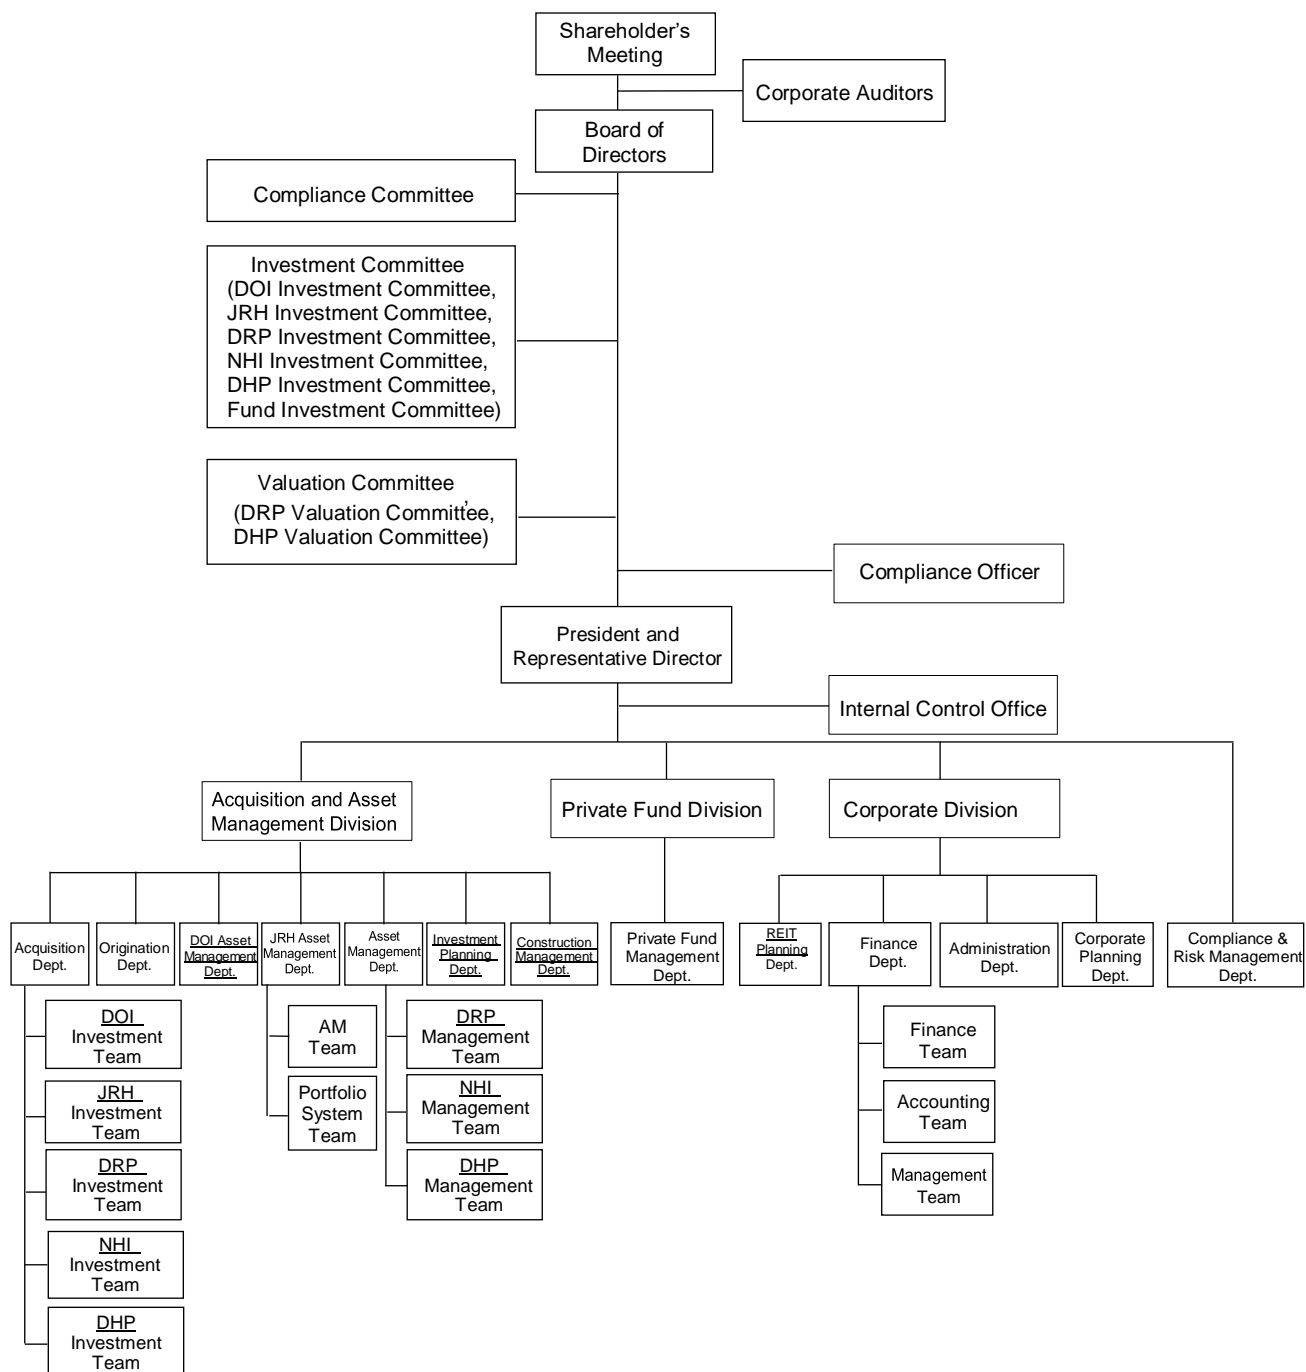 Shareholder's
Meeting
Corporate Auditors
Board of
Directors
Compliance Committee
Investment Committee
(DOI Investment Committee,
JRH Investment Committee,
DRP Investment Committee,
NHI Investment Committee,
DHP Investment Committee,
Fund Investment Committee)
Valuation Committee
,
(DRP Valuation Committee,
DHP Valuation Committee)
Compliance Officer
President and
Representative Director
Internal Control Office
Acquisition and Asset
Management Division
Private Fund Division
Corporate Division
Acquisition
Dept.
Origination
Dept.
DOI Asset
Management
Dept.
JRH Asset
Management
Dept.
Asset
Management
Dept.
Investment
Planning
Dept.
Construction
Management
Dept.
Private Fund
Management
Dept.
REIT
Planning
Dept.
Finance
Dept.
Administration
Dept.
Corporate
Planning
Dept.
Compliance &
Risk Management
Dept.
DOI
Investment
Team
JRH
Investment
Team
DRP
Investment
Team
NHI
Investment
Team
DHP
Investment
Team
AM
Team
Portfolio
System
Team
DRP
Management
Team
NHI
Management
Team
DHP
Management
Team
Finance
Team
Accounting
Team
Management
Team